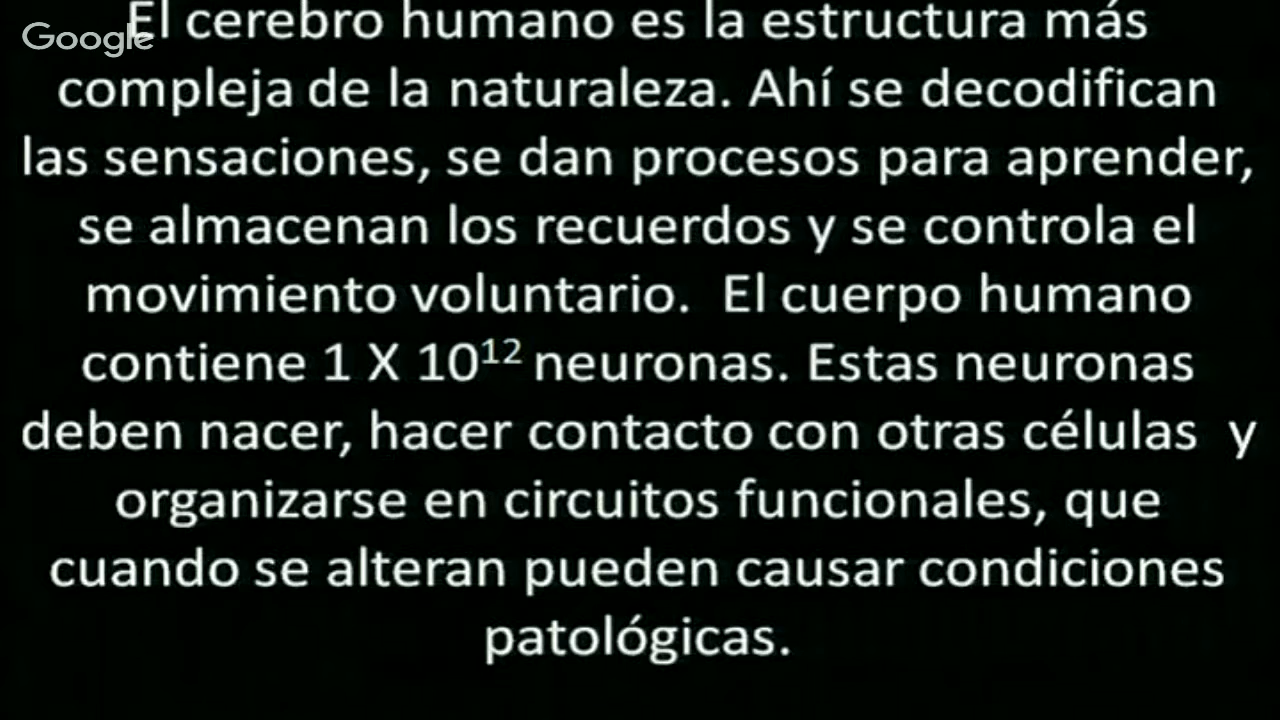 Google
El cerebro humano es la estructura más
compleja de la naturaleza. Ahí se decodifican
las sensaciones, se dan procesos para aprender,
se almacenan los recuerdos y se controla el
movimiento voluntario.  El cuerpo humano
contiene 1 X 10¹² neuronas. Estas neuronas
deben nacer, hacer contacto con otras células  y
organizarse en circuitos funcionales, que
cuando se alteran pueden causar condiciones
patológicas.